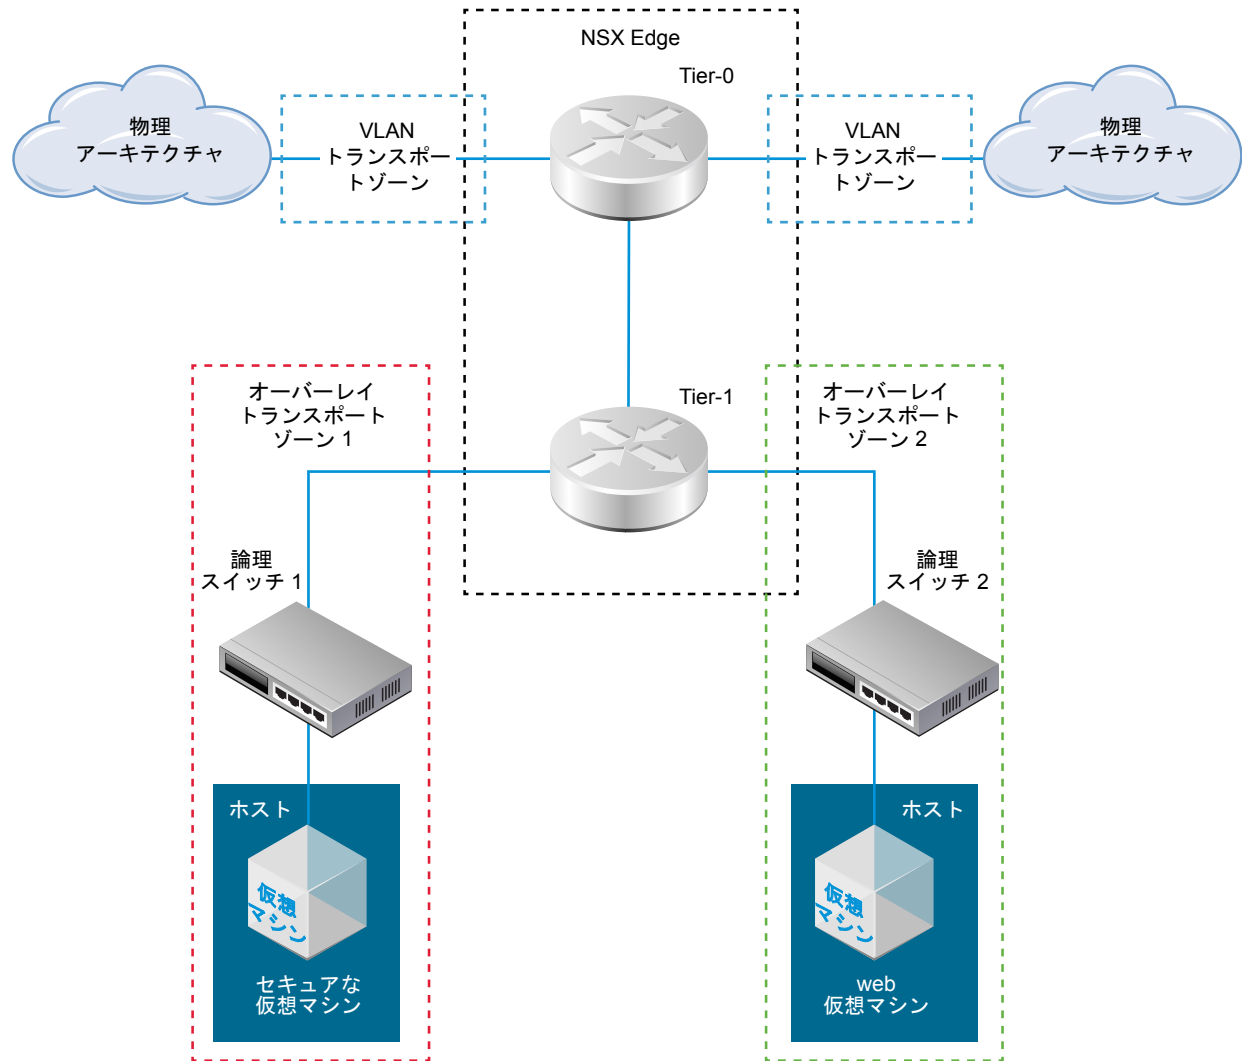 NSX Edge
Tier-0
物理
アーキテクチャ
VLAN
トランスポー
トゾーン
VLAN
トランスポー
トゾーン
物理
アーキテクチャ
オーバーレイ
トランスポート
ゾーン 1
Tier-1
オーバーレイ
トランスポート
ゾーン 2
論理
スイッチ 1
論理
スイッチ 2
ホスト
仮想
マシン
セキュアな
仮想マシン
ホスト
仮想
マシン
web
仮想マシン